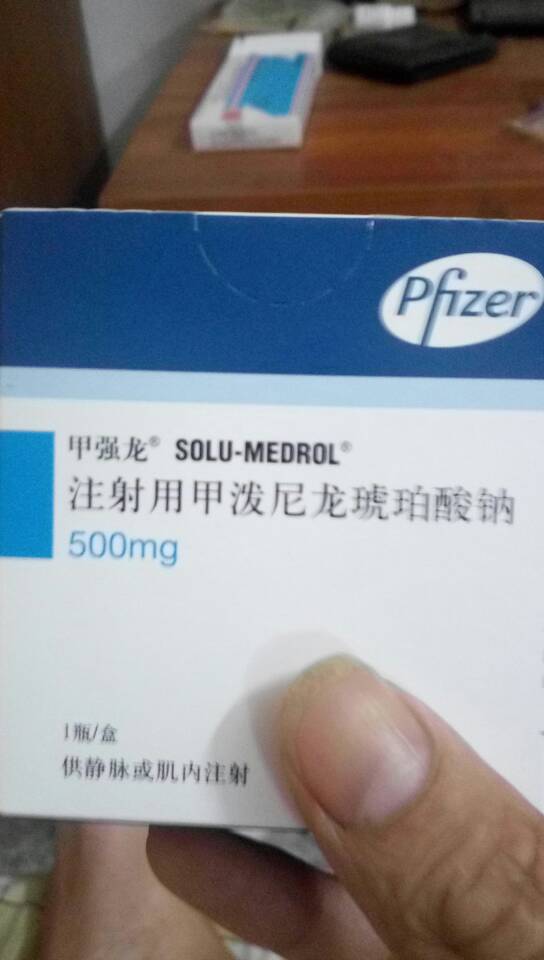 Pfizer
甲强龙® SOLU-MEDROL®
注射用甲泼尼龙琥珀酸钠
500mg
1瓶/盒
供静脉或肌内注射